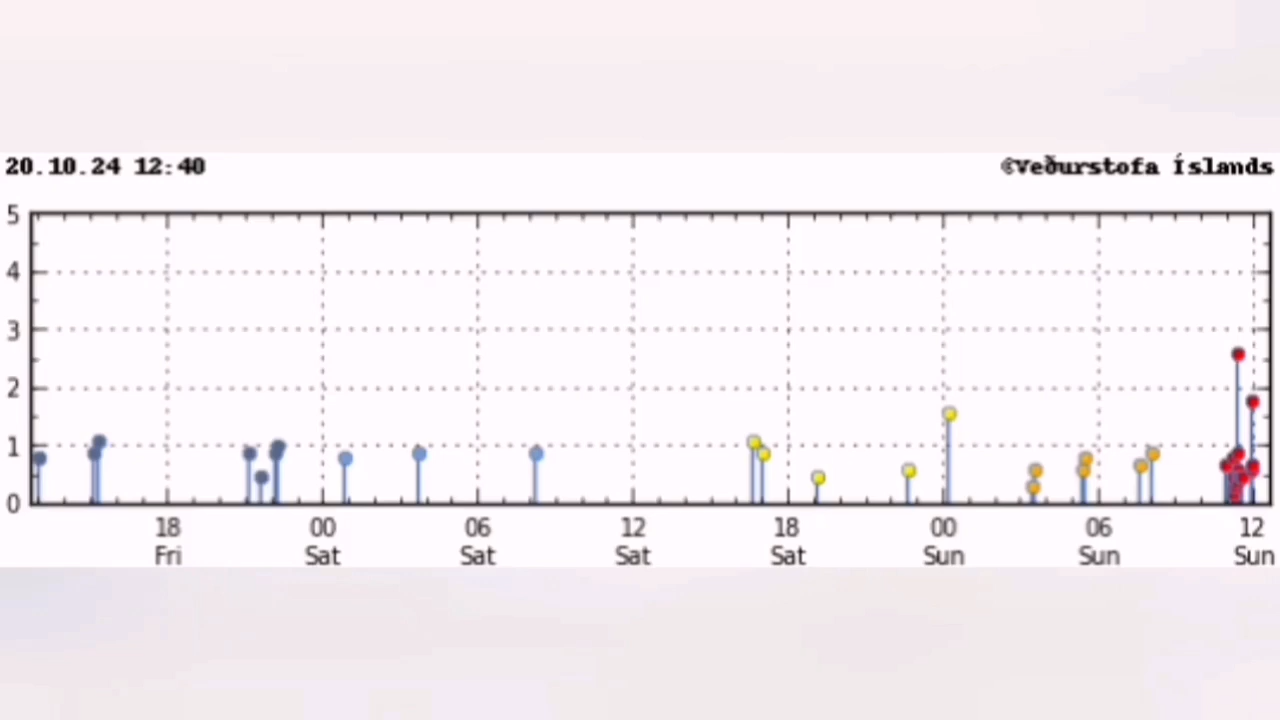 20.10.24 12:40
©Veðurstofa Íslands
5
4
3
2
1
0
18 00 06 12 18 00 06 12
Fri Sat Sat Sat Sat Sun Sun Sun